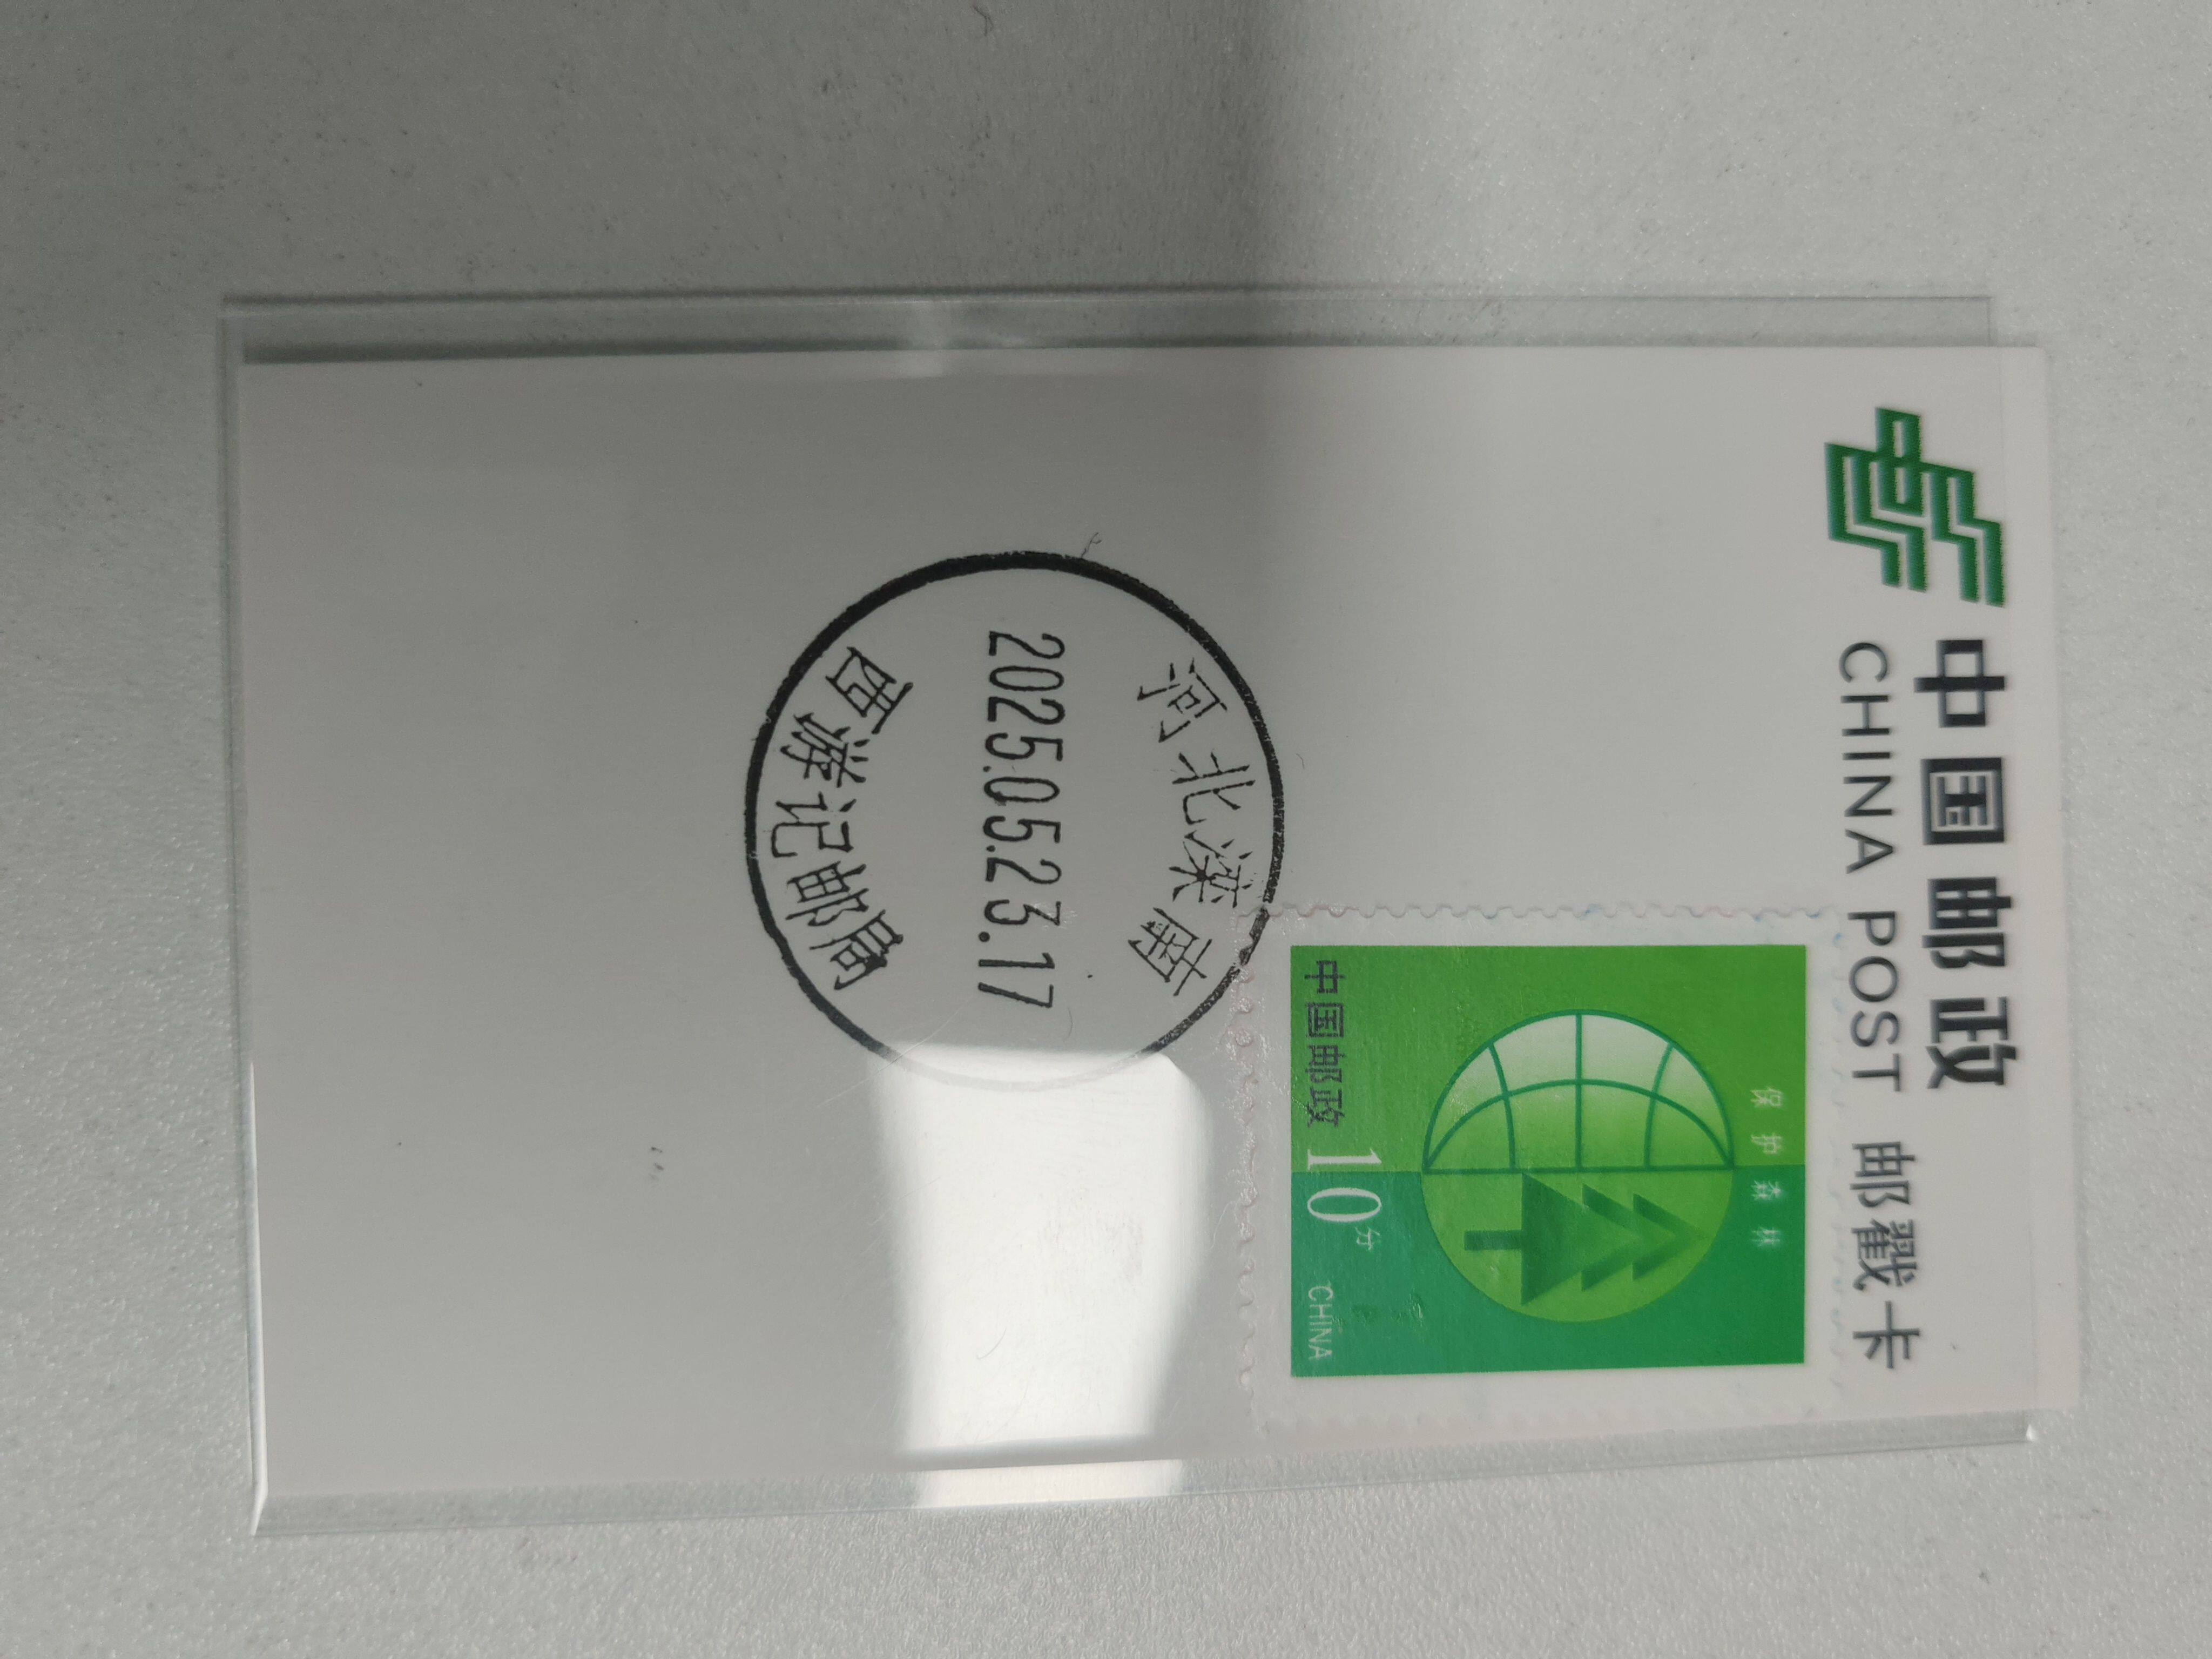 中国邮政
CHINA POST 邮戳卡
保护森林
中国邮政 10分 CHINA
河北滦南
2025.05.23.17
西游记邮局